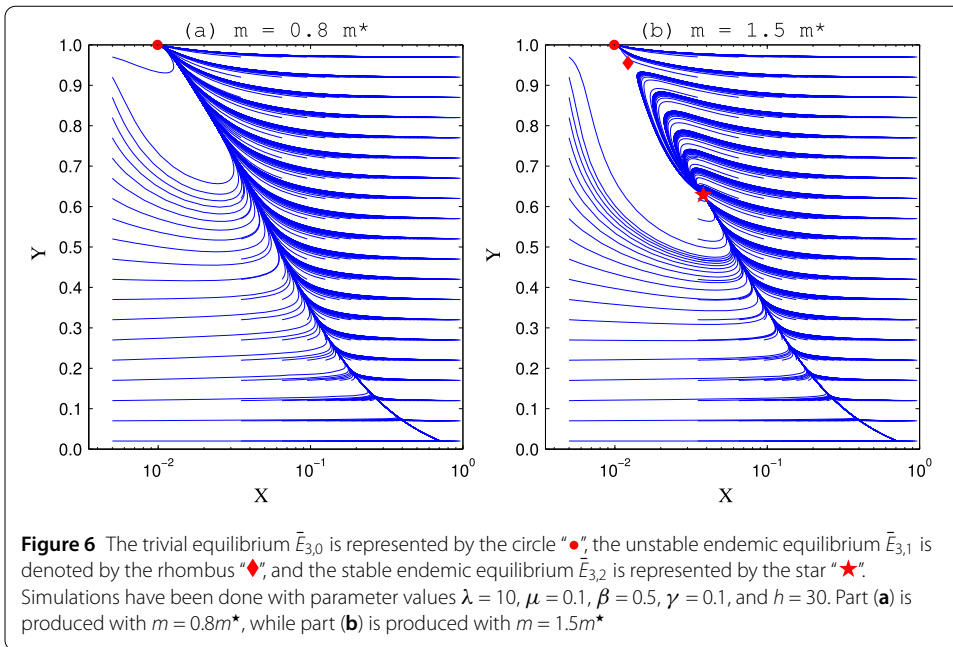 (a) m = 0.8 m*
(b) m = 1.5 m*
1.0
0.9
0.8
0.7
0.6
0.5
0.4
0.3
0.2
0.1
0.0
Y
10⁻²
10⁻¹
10⁰
X
1.0
0.9
0.8
0.7
0.6
0.5
0.4
0.3
0.2
0.1
0.0
Y
10⁻²
10⁻¹
10⁰
X
Figure 6 The trivial equilibrium Ē₃,₀ is represented by the circle “●”, the unstable endemic equilibrium Ē₃,₁ is
denoted by the rhombus “♦”, and the stable endemic equilibrium Ē₃,₂ is represented by the star “★”.
Simulations have been done with parameter values λ = 10, μ = 0.1, β = 0.5, γ = 0.1, and h = 30. Part (a) is
produced with m = 0.8m★, while part (b) is produced with m = 1.5m★